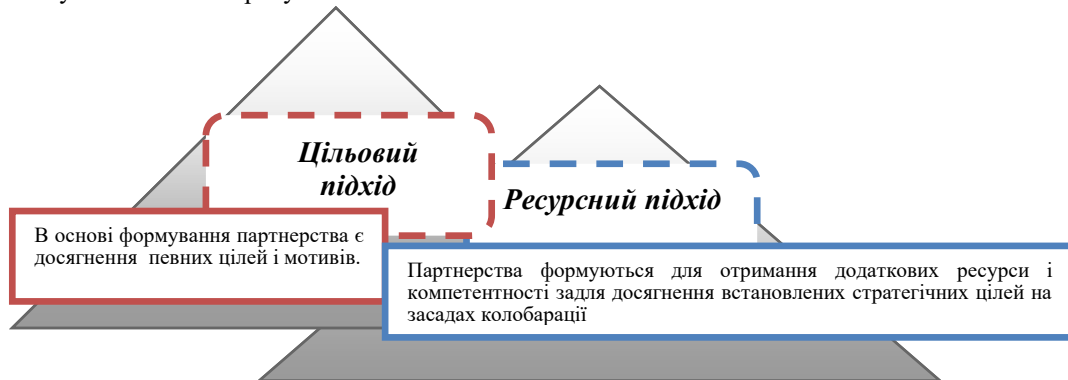 Цільовий
підхід
Ресурсний підхід
В основі формування партнерства є
досягнення певних цілей і мотивів.
Партнерства формуються для отримання додаткових ресурси і
компетентності задля досягнення встановлених стратегічних цілей на
засадах колобарації